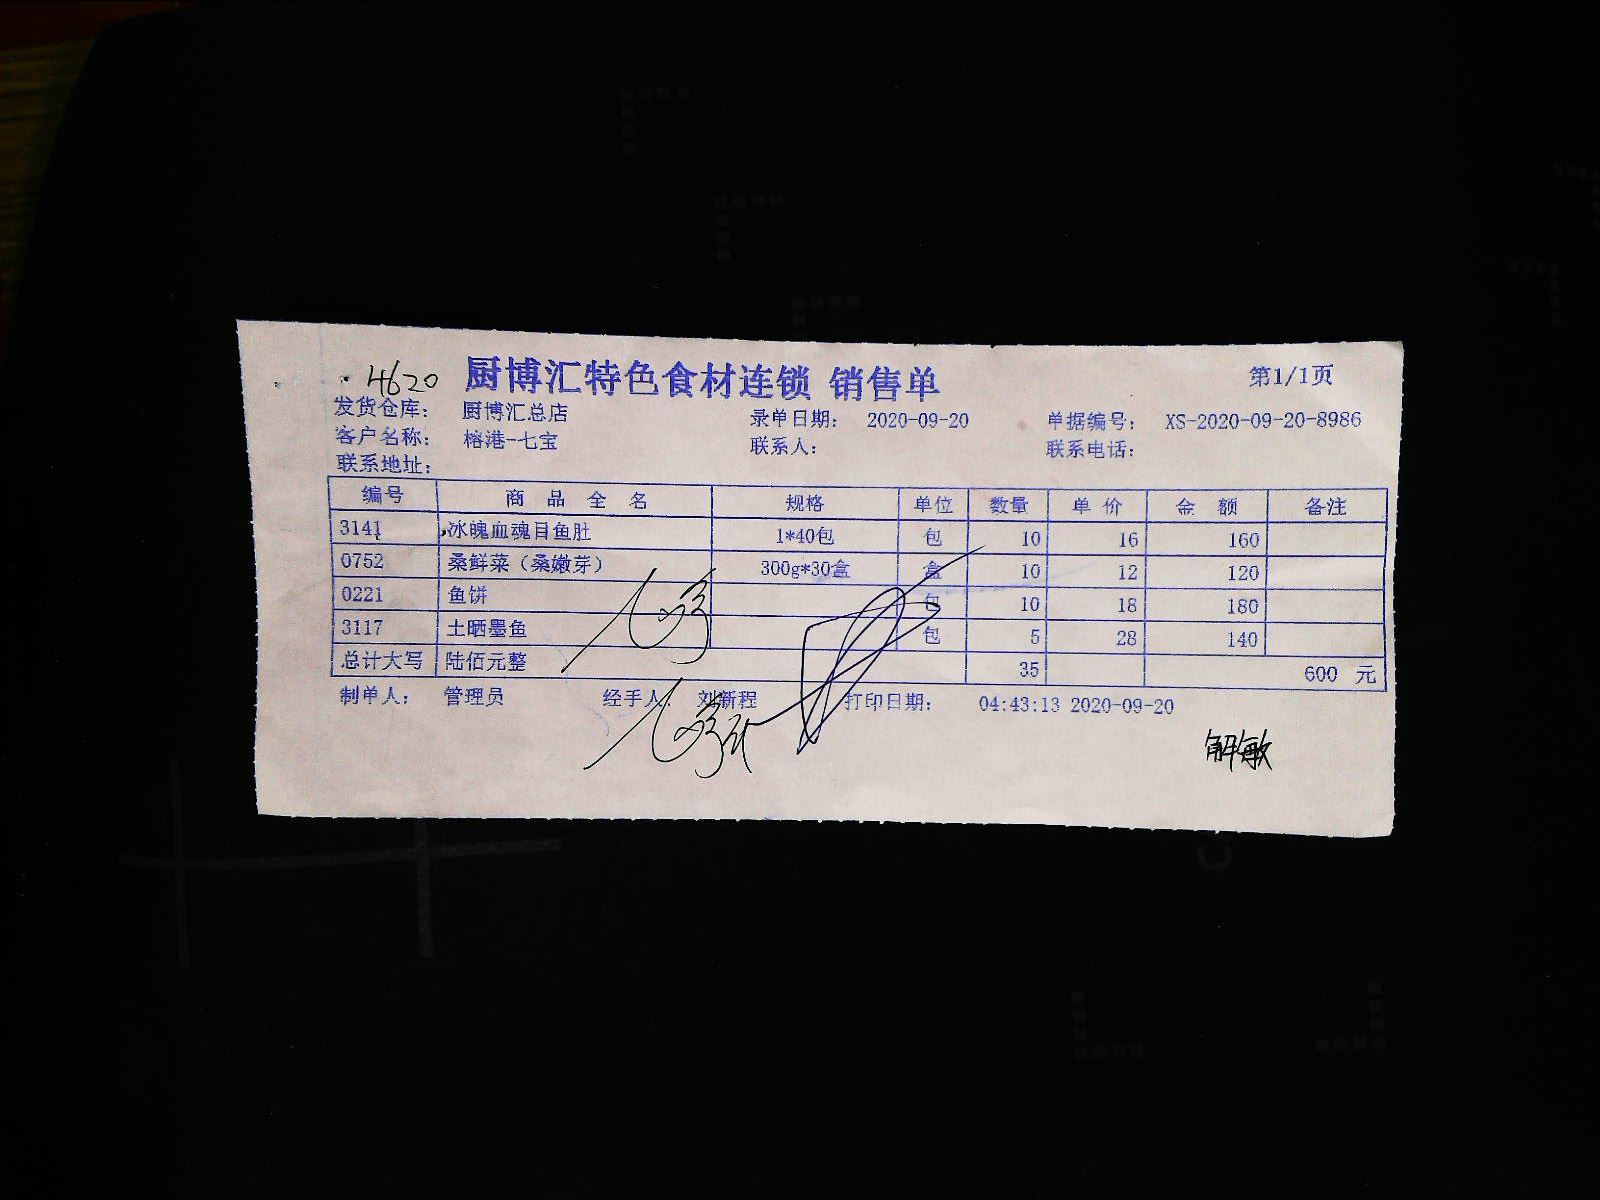 4620 厨博汇特色食材连锁 销售单 第1/1页
发货仓库： 厨博汇总店 录单日期： 2020-09-20 单据编号： XS-2020-09-20-8986
客户名称： 榕港-七宝 联系人： 联系电话：
联系地址：
编号 商品全名 规格 单位 数量 单价 金额 备注
3141 冰魄血魂目鱼肚 1*40包 包 10 16 160
0752 桑鲜菜（桑嫩芽） 300g*30盒 盒 10 12 120
0221 鱼饼 包 10 18 180
3117 土晒墨鱼 包 5 28 140
总计大写 陆佰元整 35 600 元
制单人： 管理员 经手人： 刘新程 打印日期： 04:43:13 2020-09-20
解敏